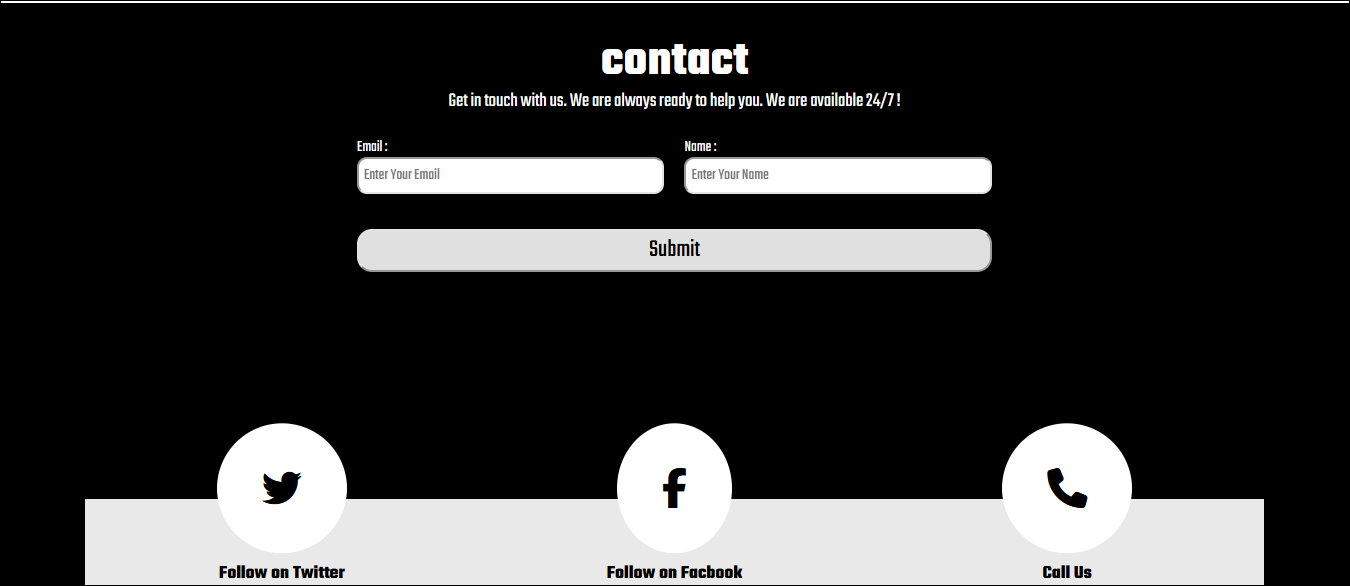 contact
Get in touch with us. We are always ready to help you. We are available 24/7 !
Email :
Name :
Enter Your Email
Enter Your Name
Submit
Follow on Twitter
Follow on Facbook
Call Us